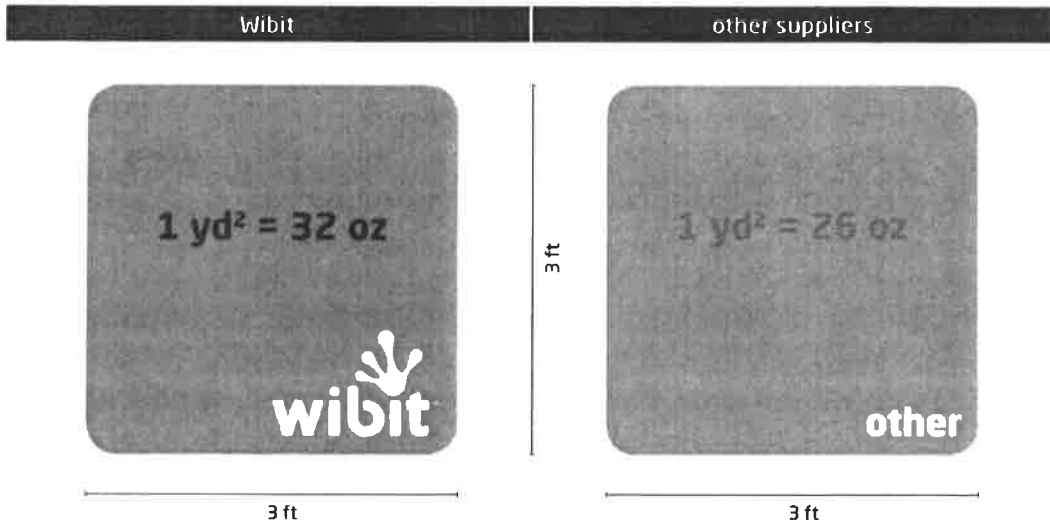 Wibit
other suppliers
1 yd² = 32 oz
1 yd² = 26 oz
3 ft
wibit
other
3 ft
3 ft